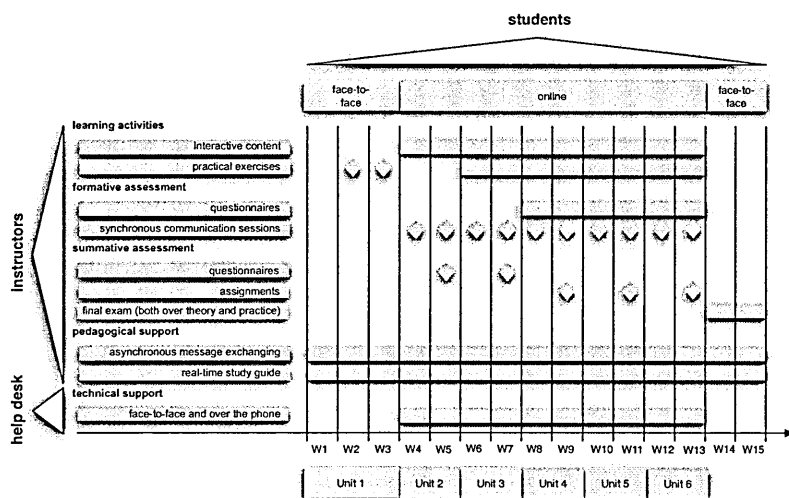 students
face-to-
face
online
face-to-
face
learning activities
Interactive content
practical exercises
formative assessment
questionnaires
synchronous communication sessions
summative assessment
questionnaires
assignments
final exam (both over theory and practice)
pedagogical support
asynchronous message exchanging
real-time study guide
technical support
face-to-face and over the phone
Instructors
help desk
W1 W2 W3 W4 W5 W6 W7 W8 W9 W10 W11 W12 W13 W14 W15
Unit 1 Unit 2 Unit 3 Unit 4 Unit 5 Unit 6